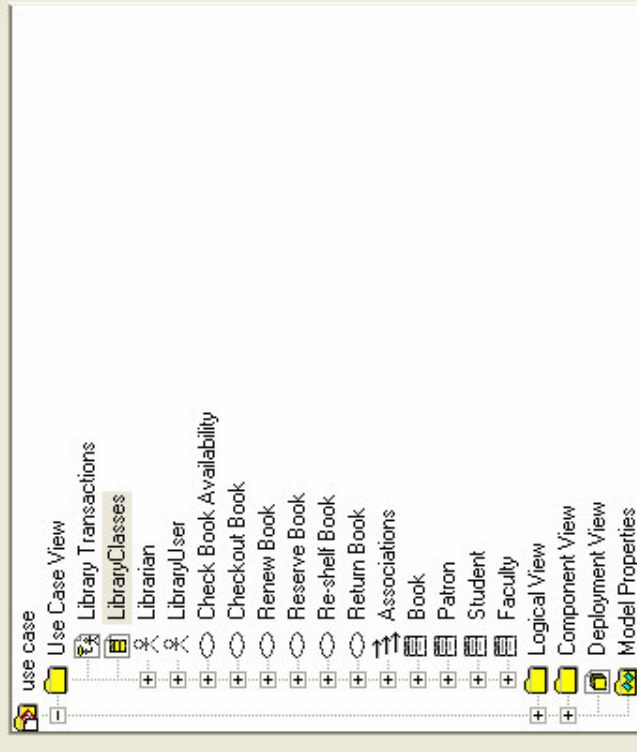 use case
Use Case View
Library Transactions
LibraryClasses
Librarian
LibraryUser
Check Book Availability
Checkout Book
Renew Book
Reserve Book
Re-shelf Book
Return Book
Associations
Book
Patron
Student
Faculty
Logical View
Component View
Deployment View
Model Properties